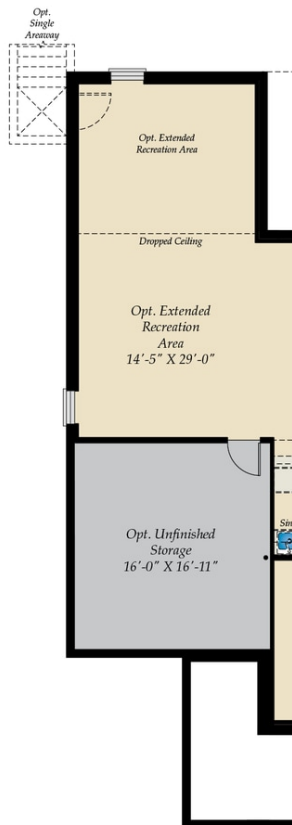 Opt.
Single
Areaway
Opt. Extended
Recreation Area
Dropped Ceiling
Opt. Extended
Recreation
Area
14'-5" X 29'-0"
Opt. Unfinished
Storage
16'-0" X 16'-11"